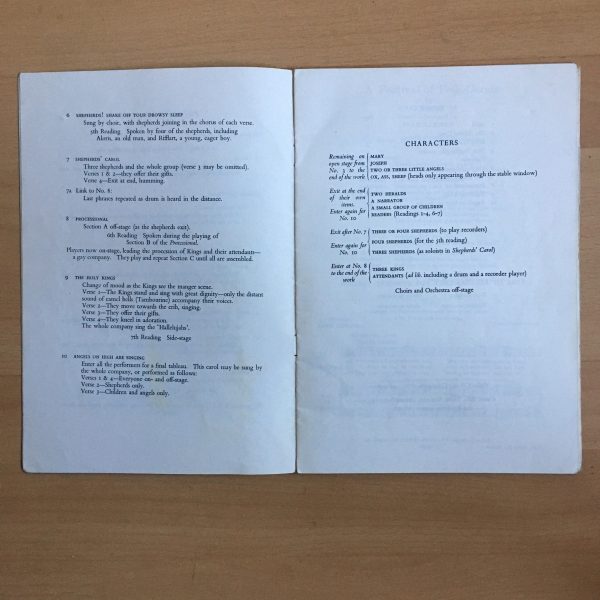 6 SHEPHERDS! SHAKE OFF YOUR DROWSY SLEEP
Sung by choir, with shepherds joining in the chorus of each verse.
5th Reading Spoken by four of the shepherds, including
Aloris, an old man, and Rifflart, a young, eager boy.
7 SHEPHERDS' CAROL
Three shepherds and the whole group (verse 3 may be omitted).
Verses 1 & 2—they offer their gifts.
Verse 4—Exit at end, humming.
7a Link to No. 8:
Last phrases repeated as drum is heard in the distance.
8 PROCESSIONAL
Section A off-stage (as the shepherds exit).
6th Reading Spoken during the playing of
Section B of the Processional.
Players now on-stage, leading the procession of Kings and their attendants—
a gay company. They play and repeat Section C until all are assembled.
9 THE HOLY KINGS
Change of mood as the Kings see the manger scene.
Verse 1—The Kings stand and sing with great dignity—only the distant
sound of camel bells (Tambourine) accompany their voices.
Verse 2—They move towards the crib, singing.
Verse 3—They offer their gifts.
Verse 4—They kneel in adoration.
The whole company sing the 'Hallelujahs'.
7th Reading Side-stage
10 ANGELS ON HIGH ARE SINGING
Enter all the performers for a final tableau. This carol may be sung by
the whole company, or performed as follows:
Verses 1 & 4—Everyone on- and off-stage.
Verse 2—Shepherds only.
Verse 3—Children and angels only.
CHARACTERS
Remaining on
open stage from
No. 3 to the
end of the work
MARY
JOSEPH
TWO OR THREE LITTLE ANGELS
OX, ASS, SHEEP (heads only appearing through the stable window)
Exit at the end
of their own
items.
Enter again for
No. 10
TWO HERALDS
A NARRATOR
A SMALL GROUP OF CHILDREN
READERS (Readings 1-4, 6-7)
Exit after No. 7
Enter again for
No. 10
THREE OR FOUR SHEPHERDS (to play recorders)
FOUR SHEPHERDS (for the 5th reading)
THREE SHEPHERDS (as soloists in Shepherds' Carol)
Enter at No. 8
to the end of the
work
THREE KINGS
ATTENDANTS (ad lib. including a drum and a recorder player)
Choirs and Orchestra off-stage